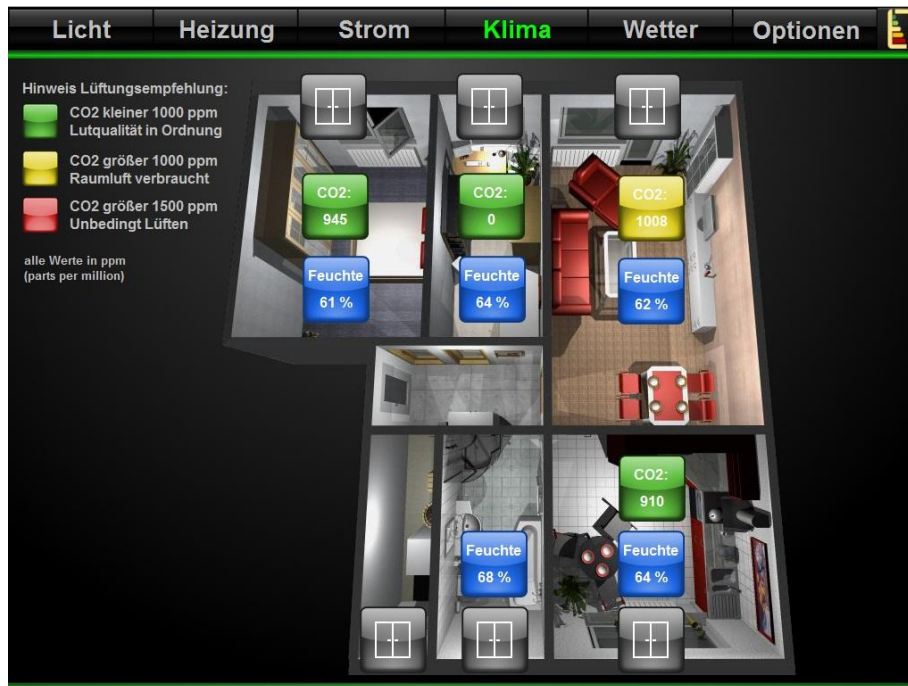 Licht Heizung Strom Klima Wetter Optionen
Hinweis Lüftungsempfehlung:
CO2 kleiner 1000 ppm
Lutqualität in Ordnung
CO2 größer 1000 ppm
Raumluft verbraucht
CO2 größer 1500 ppm
Unbedingt Lüften
alle Werte in ppm
(parts per million)
CO2:
945
CO2:
0
CO2:
1008
Feuchte
61 %
Feuchte
64 %
Feuchte
62 %
CO2:
910
Feuchte
68 %
Feuchte
64 %